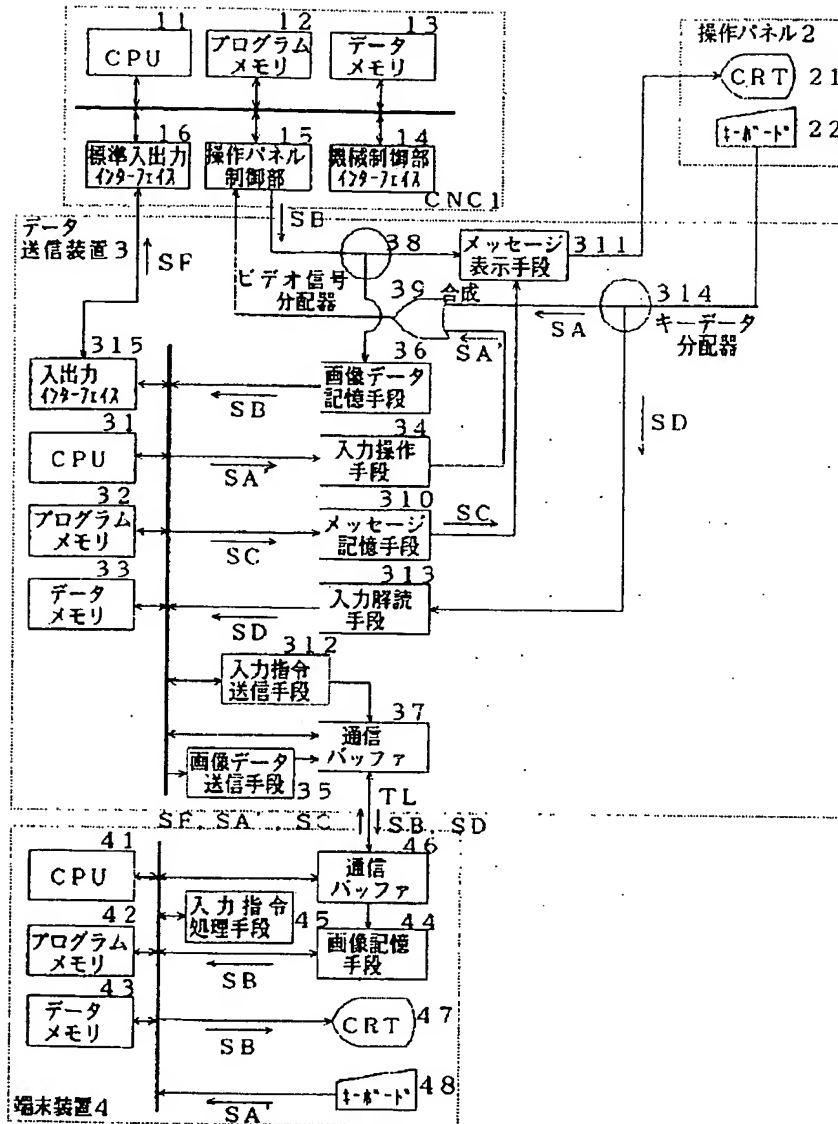 11
CPU
12
プログラム
メモリ
13
データ
メモリ
16
標準入出力
インターフェイス
15
操作パネル
制御部
14
機械制御部
インターフェイス
CNC1
操作パネル2
CRT
21
キーボード
22
データ
送信装置3
SF
SB
38
メッセージ
表示手段
311
ビデオ信号
分配器
39
合成
SA
SA'
314
キーデータ
分配器
SD
315
入出力
インターフェイス
SB
36
画像データ
記憶手段
31
CPU
SA'
34
入力操作
手段
32
プログラム
メモリ
SC
310
メッセージ
記憶手段
SC
33
データ
メモリ
SD
313
入力解読
手段
312
入力指令
送信手段
37
通信
バッファ
画像データ
送信手段
35
TL
SF, SA', SC
SB, SD
41
CPU
46
通信
バッファ
42
プログラム
メモリ
入力指令
処理手段
45
44
画像記憶
手段
SB
43
データ
メモリ
SB
CRT
47
端末装置4
SA'
キーボード
48